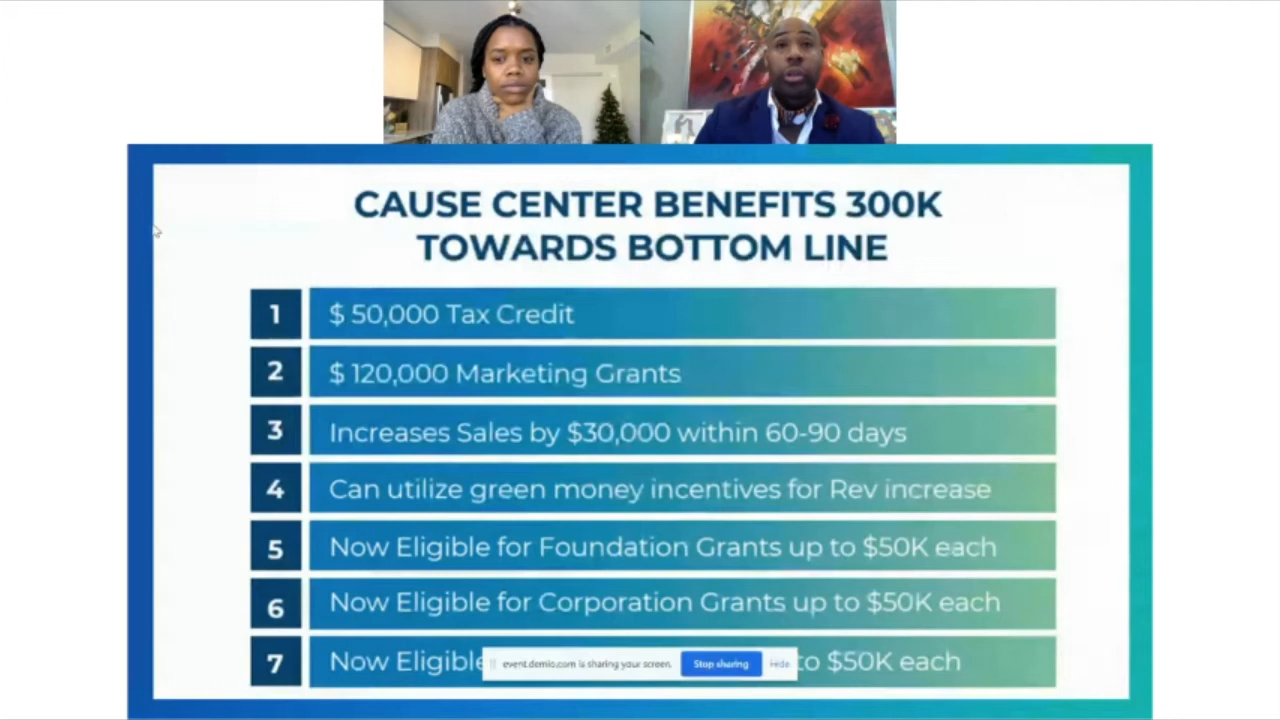 CAUSE CENTER BENEFITS 300K
TOWARDS BOTTOM LINE
1 $ 50,000 Tax Credit
2 $ 120,000 Marketing Grants
3 Increases Sales by $30,000 within 60-90 days
4 Can utilize green money incentives for Rev increase
5 Now Eligible for Foundation Grants up to $50K each
6 Now Eligible for Corporation Grants up to $50K each
7 Now Eligible to $50K each
event.demio.com is sharing your screen. Stop sharing Hide